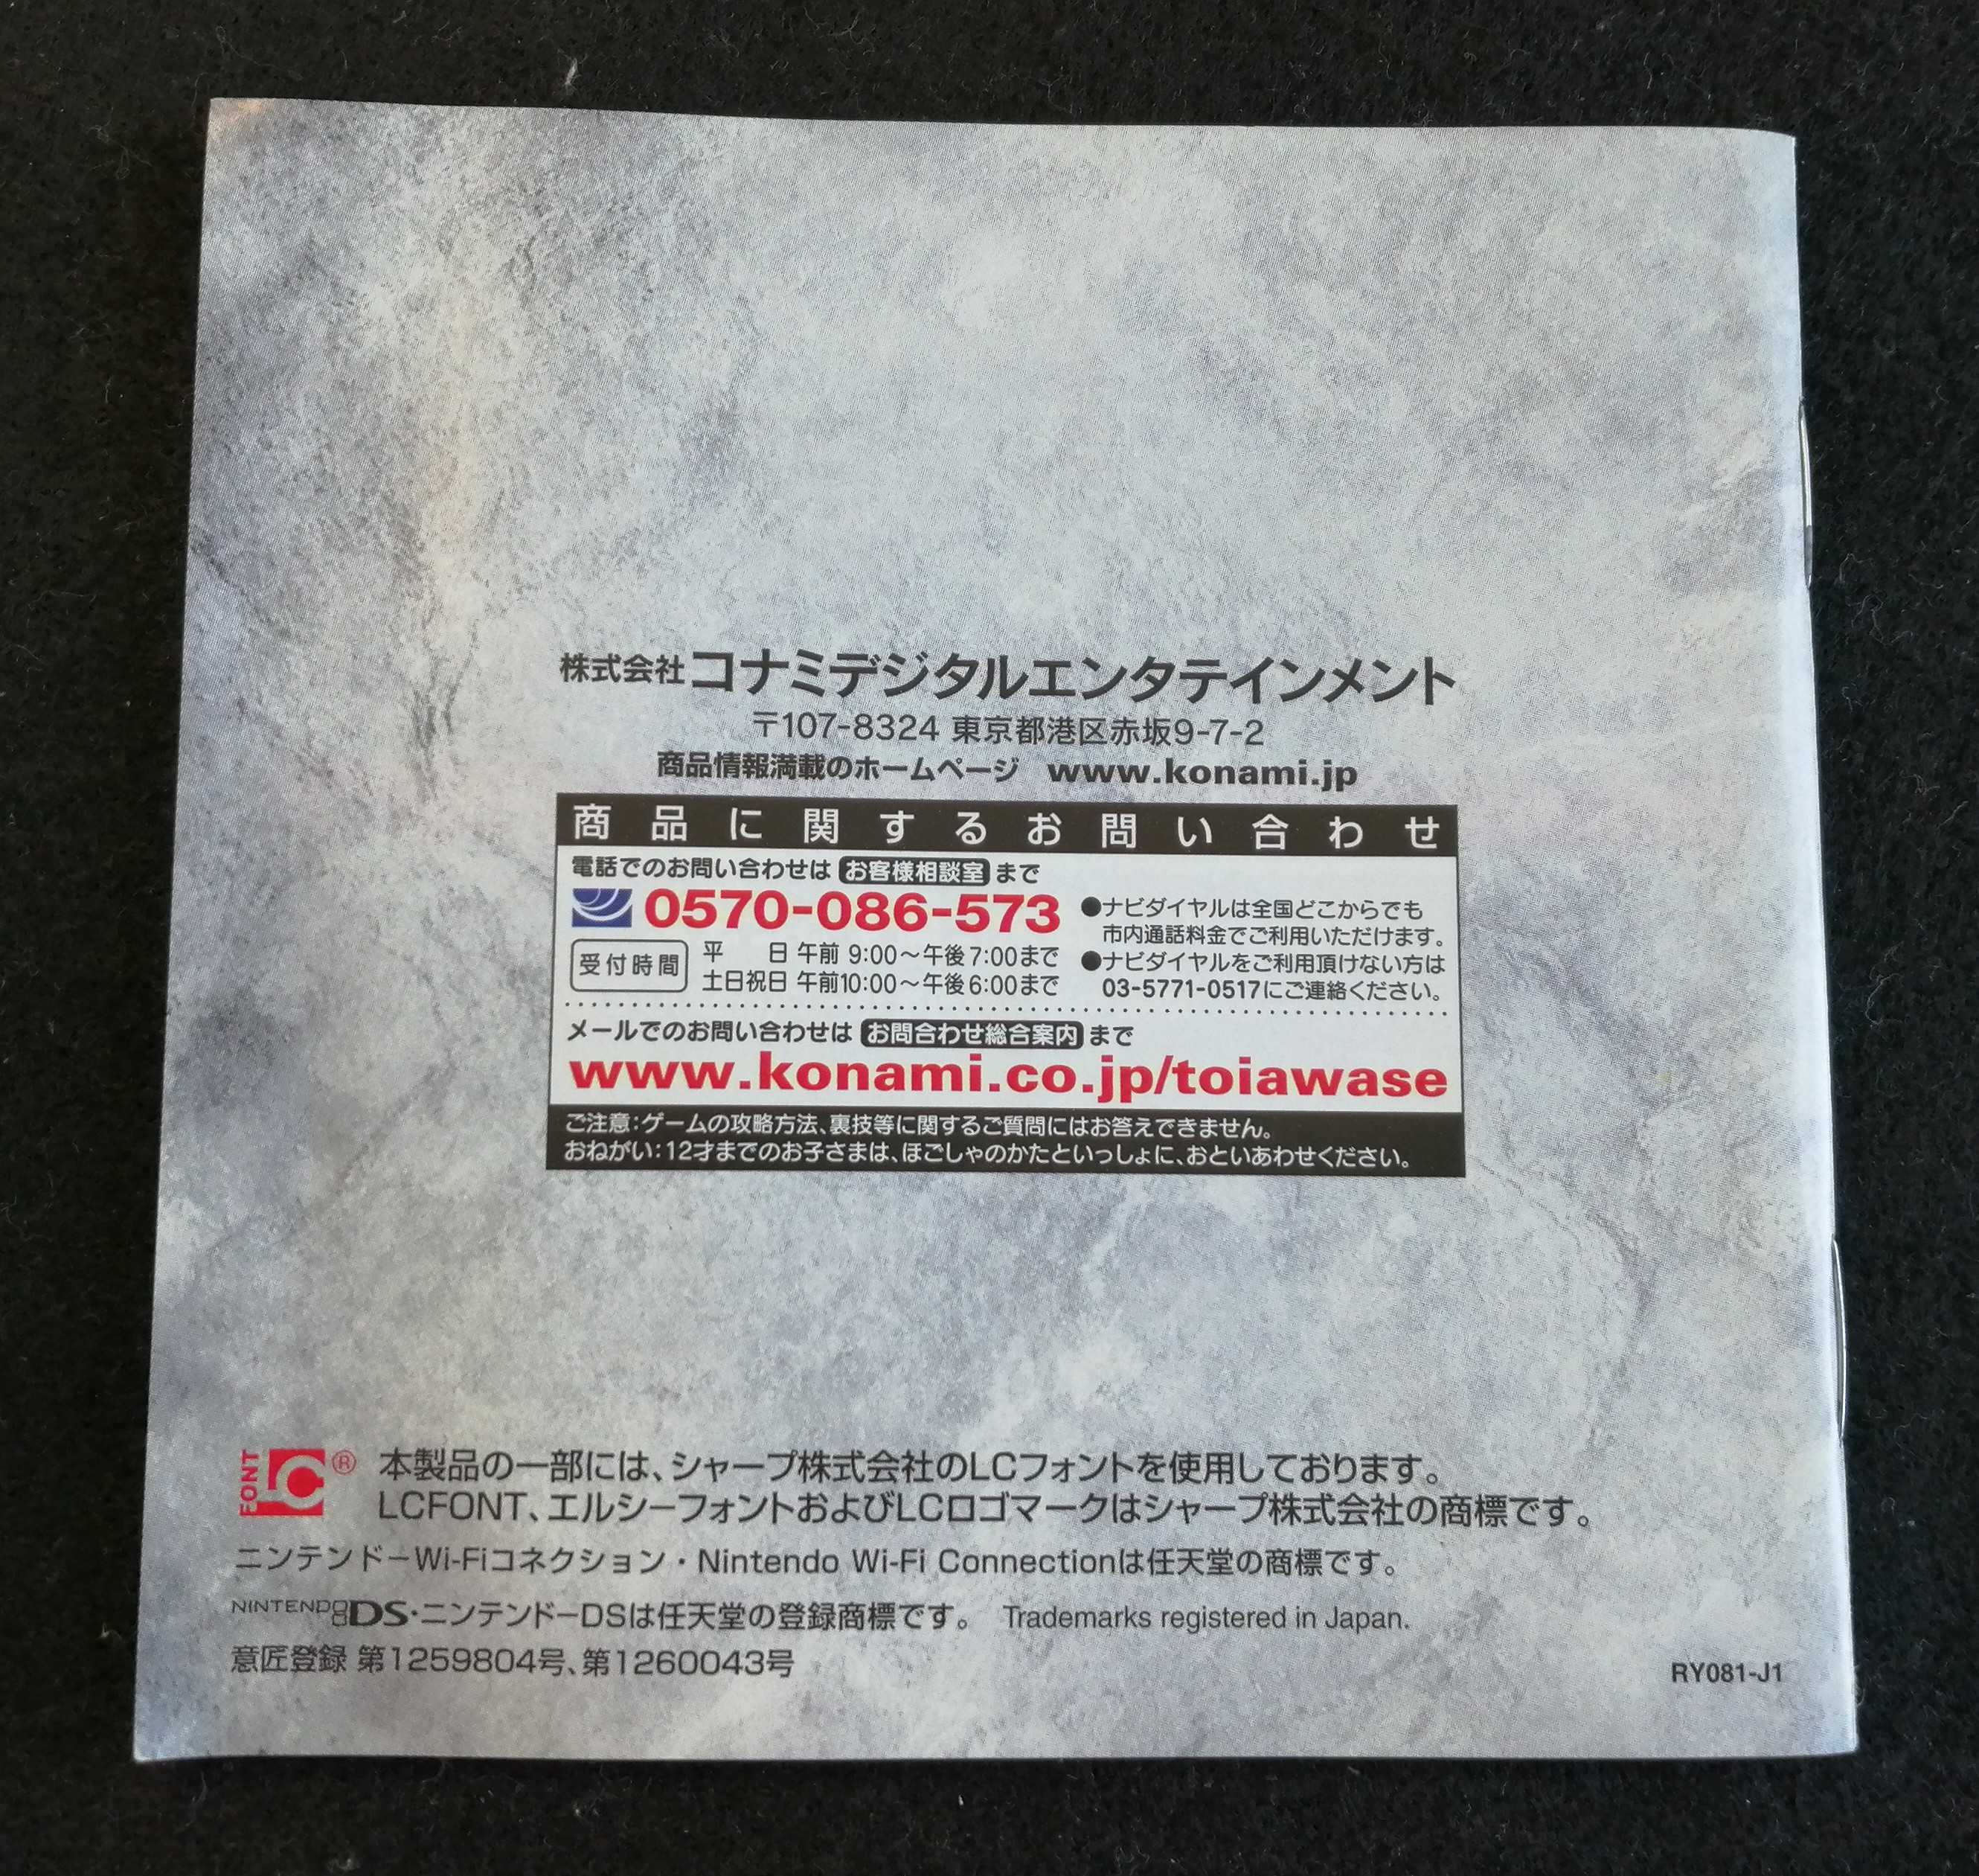 株式会社コナミデジタルエンタテインメント
〒107-8324 東京都港区赤坂9-7-2
商品情報満載のホームページ www.konami.jp
商品に関するお問い合わせ
電話でのお問い合わせは お客様相談室 まで
0570-086-573
受付時間
平 日 午前 9:00〜午後7:00まで
土日祝日 午前10:00〜午後6:00まで
●ナビダイヤルは全国どこからでも
市内通話料金でご利用いただけます。
●ナビダイヤルをご利用頂けない方は
03-5771-0517にご連絡ください。
メールでのお問い合わせは お問合わせ総合案内 まで
www.konami.co.jp/toiawase
ご注意：ゲームの攻略方法、裏技等に関するご質問にはお答えできません。
おねがい：12才までのお子さまは、ほごしゃのかたといっしょに、おといあわせください。
LC FONT ® 本製品の一部には、シャープ株式会社のLCフォントを使用しております。
LCFONT、エルシーフォントおよびLCロゴマークはシャープ株式会社の商標です。
ニンテンドーWi-Fiコネクション・Nintendo Wi-Fi Connectionは任天堂の商標です。
NINTENDO DS・ニンテンドーDSは任天堂の登録商標です。 Trademarks registered in Japan.
意匠登録 第1259804号、第1260043号
RY081-J1